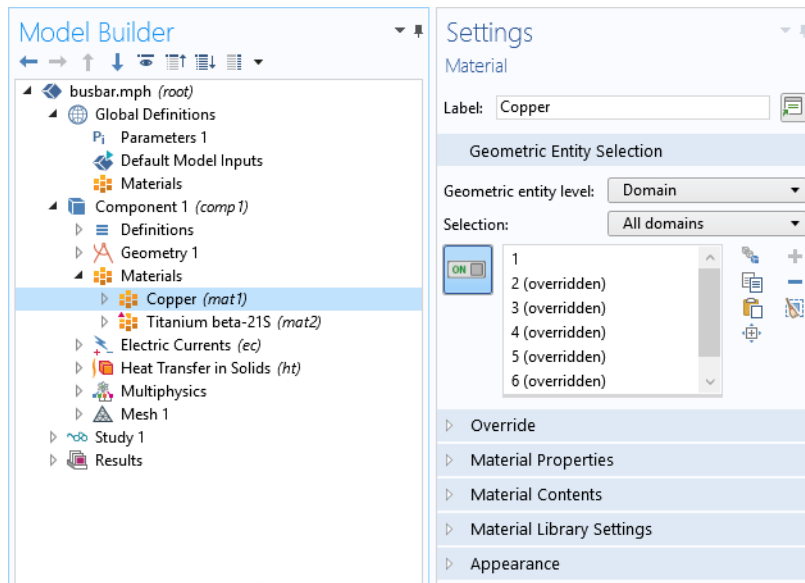 Model Builder
busbar.mph (root)
Global Definitions
Pi Parameters 1
Default Model Inputs
Materials
Component 1 (comp1)
Definitions
Geometry 1
Materials
Copper (mat1)
Titanium beta-21S (mat2)
Electric Currents (ec)
Heat Transfer in Solids (ht)
Multiphysics
Mesh 1
Study 1
Results
Settings
Material
Label: Copper
Geometric Entity Selection
Geometric entity level: Domain
Selection: All domains
ON
1
2 (overridden)
3 (overridden)
4 (overridden)
5 (overridden)
6 (overridden)
Override
Material Properties
Material Contents
Material Library Settings
Appearance